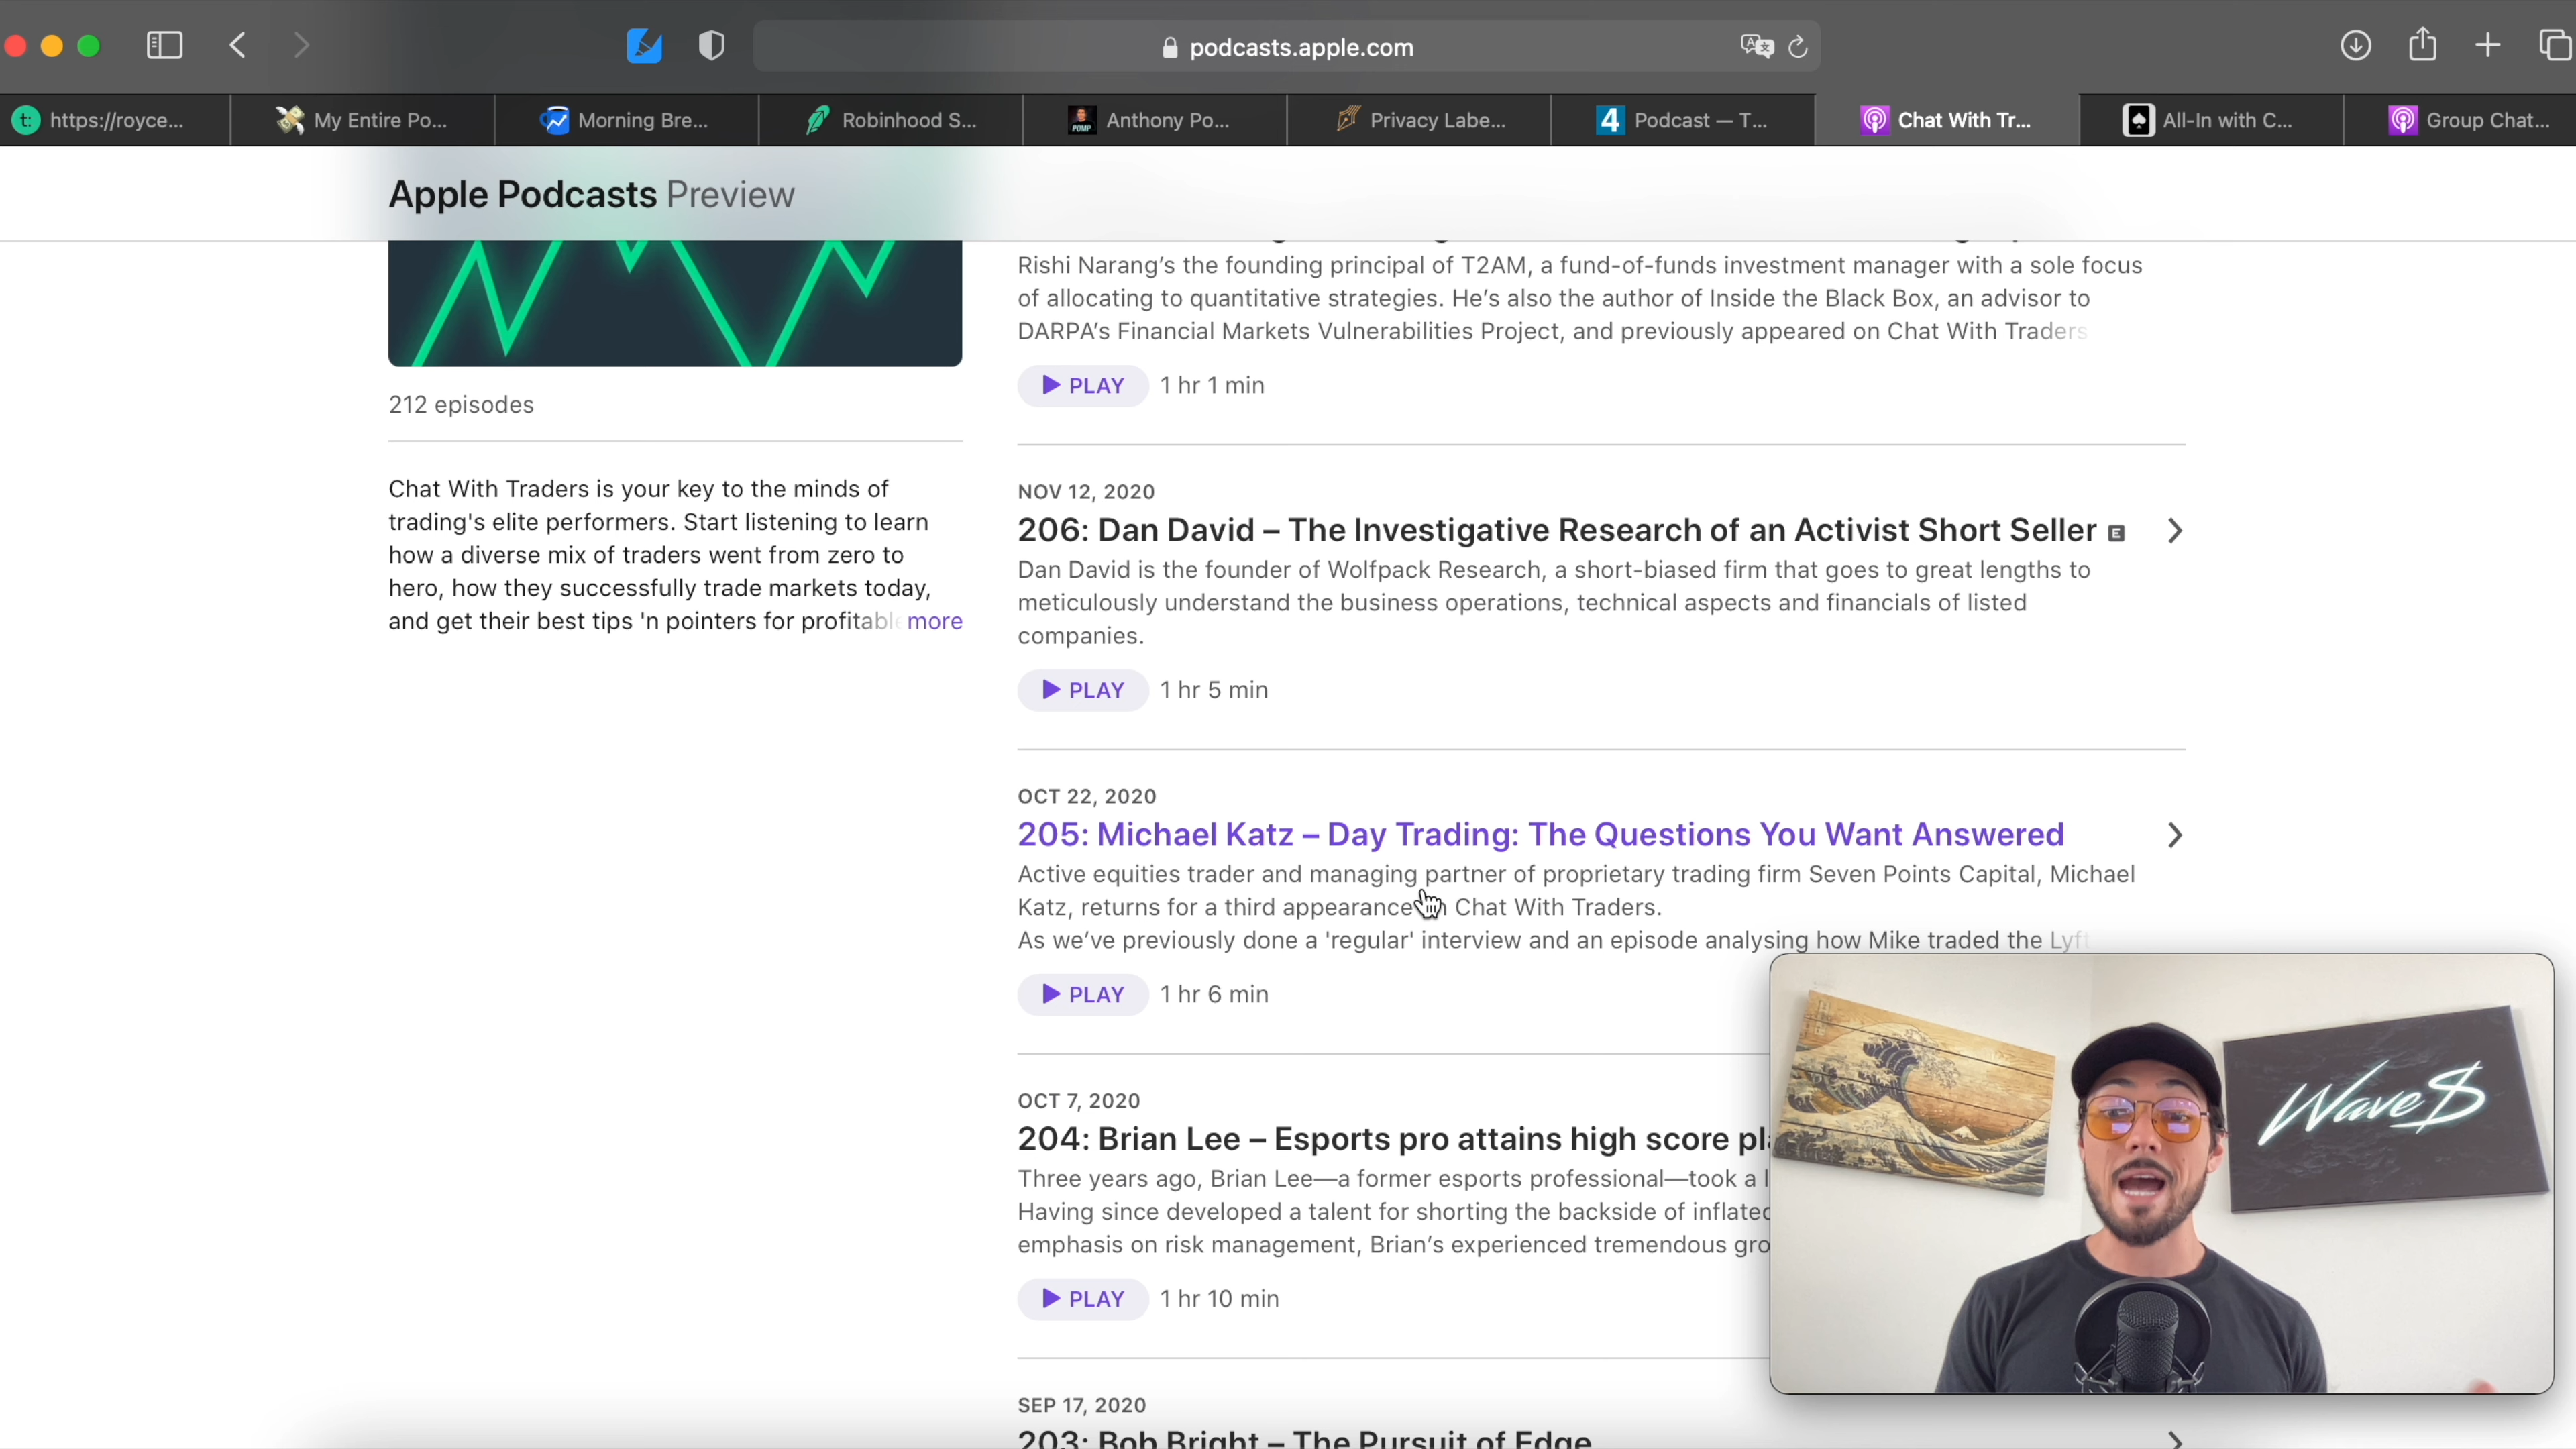 podcasts.apple.com
https://royce...
My Entire Po...
Morning Bre...
Robinhood S...
POMP
Anthony Po...
Privacy Labe...
4
Podcast — T...
Chat With Tr...
All-In with C...
Group Chat...
Apple Podcasts Preview
212 episodes
Chat With Traders is your key to the minds of
trading's elite performers. Start listening to learn
how a diverse mix of traders went from zero to
hero, how they successfully trade markets today,
and get their best tips 'n pointers for profitable more
Rishi Narang’s the founding principal of T2AM, a fund-of-funds investment manager with a sole focus
of allocating to quantitative strategies. He’s also the author of Inside the Black Box, an advisor to
DARPA’s Financial Markets Vulnerabilities Project, and previously appeared on Chat With Traders
PLAY 1 hr 1 min
NOV 12, 2020
206: Dan David – The Investigative Research of an Activist Short Seller E
Dan David is the founder of Wolfpack Research, a short-biased firm that goes to great lengths to
meticulously understand the business operations, technical aspects and financials of listed
companies.
PLAY 1 hr 5 min
OCT 22, 2020
205: Michael Katz – Day Trading: The Questions You Want Answered
Active equities trader and managing partner of proprietary trading firm Seven Points Capital, Michael
Katz, returns for a third appearance Chat With Traders.
As we’ve previously done a 'regular' interview and an episode analysing how Mike traded the Lyft
PLAY 1 hr 6 min
OCT 7, 2020
204: Brian Lee – Esports pro attains high score
Three years ago, Brian Lee—a former esports professional—took a
Having since developed a talent for shorting the backside of inflated
emphasis on risk management, Brian’s experienced tremendous
PLAY 1 hr 10 min
SEP 17, 2020
203: Bob Bright – The Pursuit of Edge
Wave$